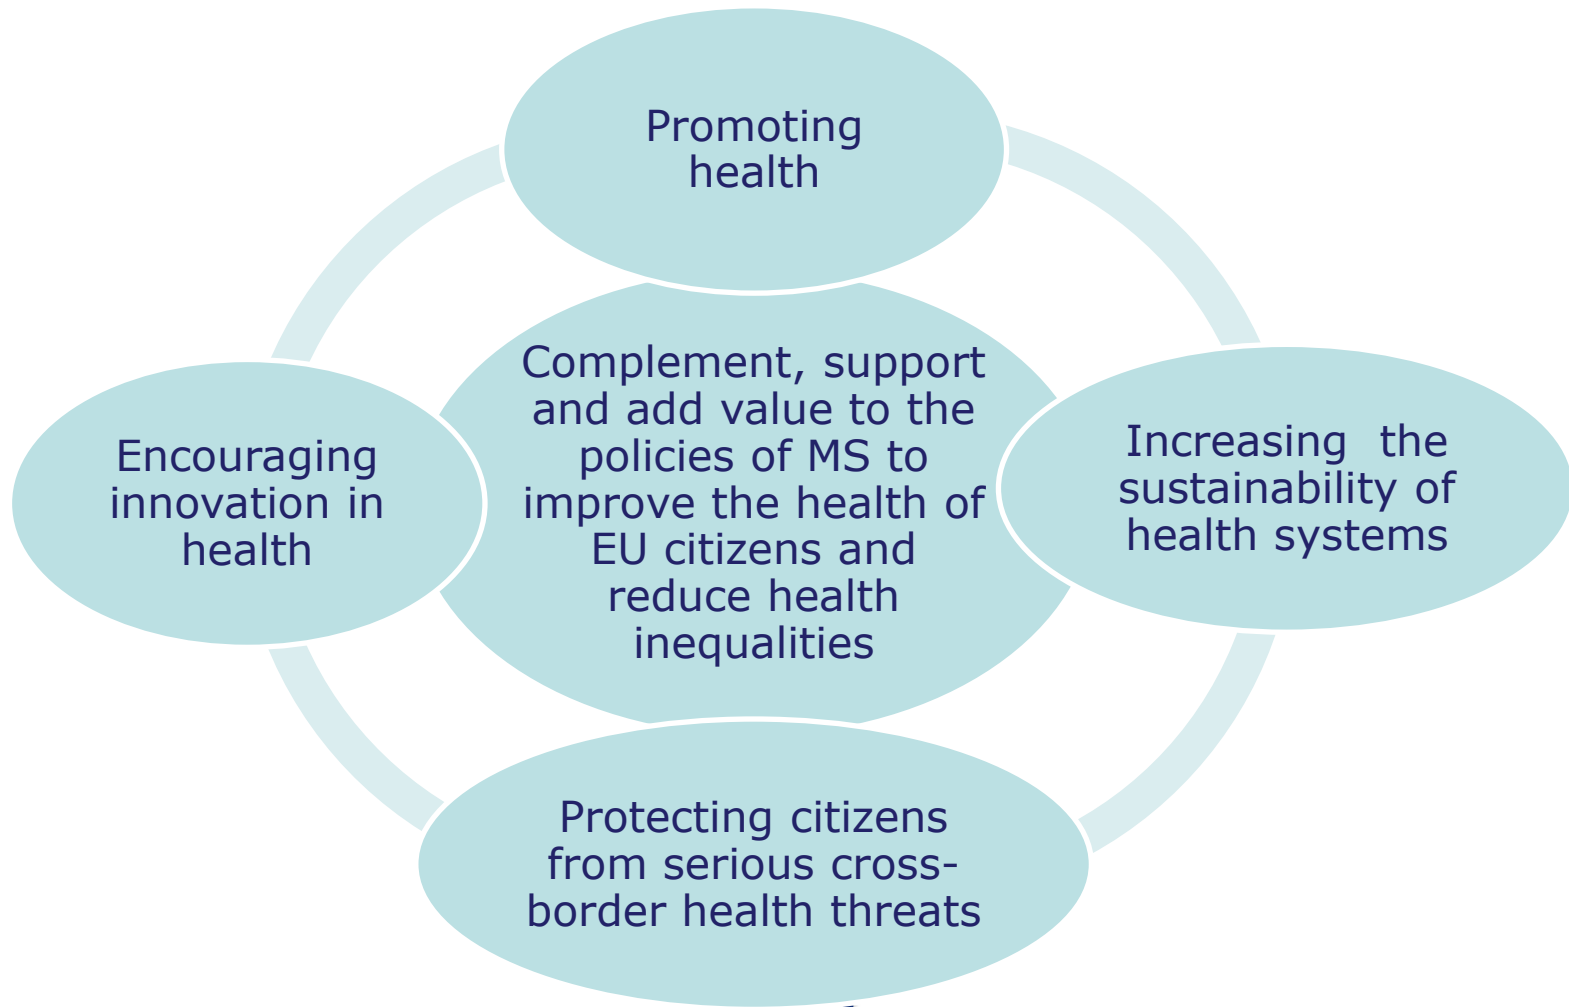 Promoting
health
Complement, support
and add value to the
policies of MS to
improve the health of
EU citizens and
reduce health
inequalities
Encouraging
innovation in
health
Increasing  the
sustainability of
health systems
Protecting citizens
from serious cross-
border health threats